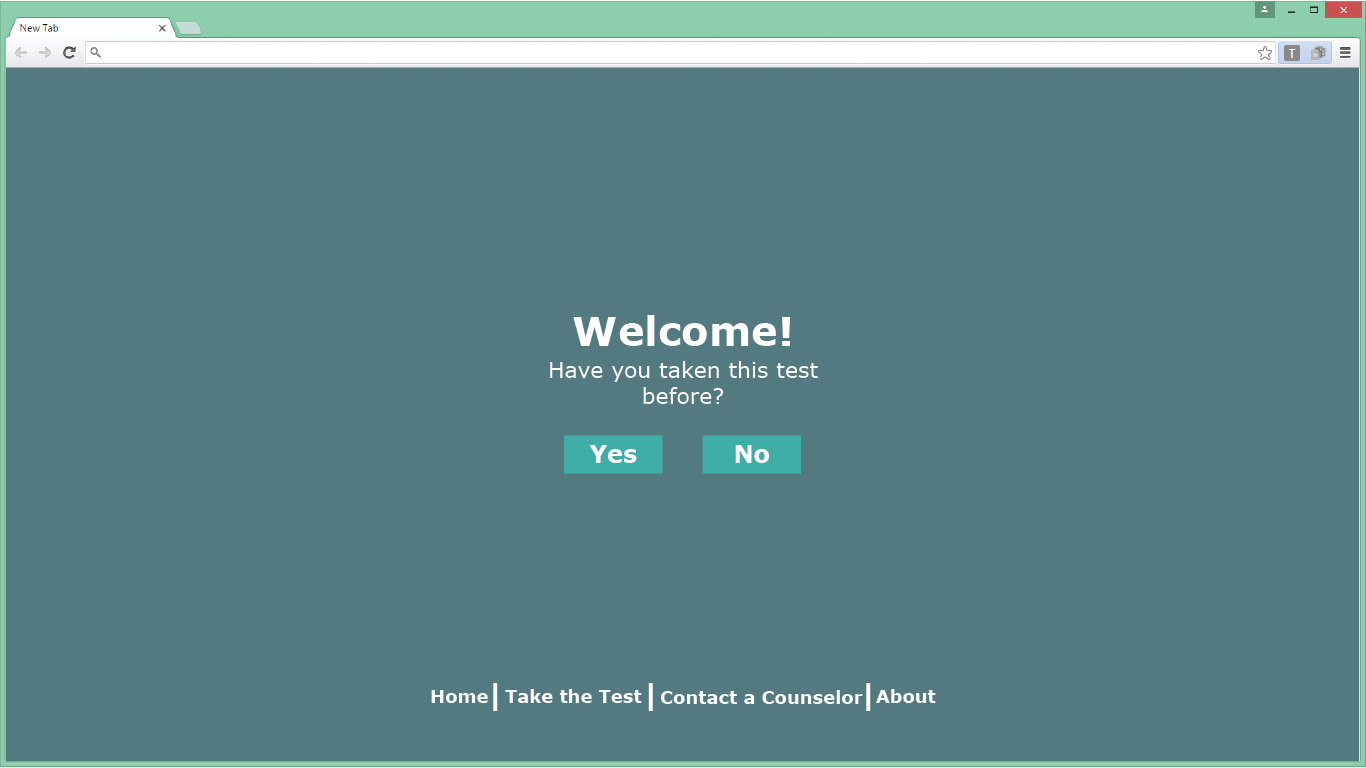 New Tab
T
Welcome!
Have you taken this test
before?
Yes No
Home | Take the Test | Contact a Counselor | About